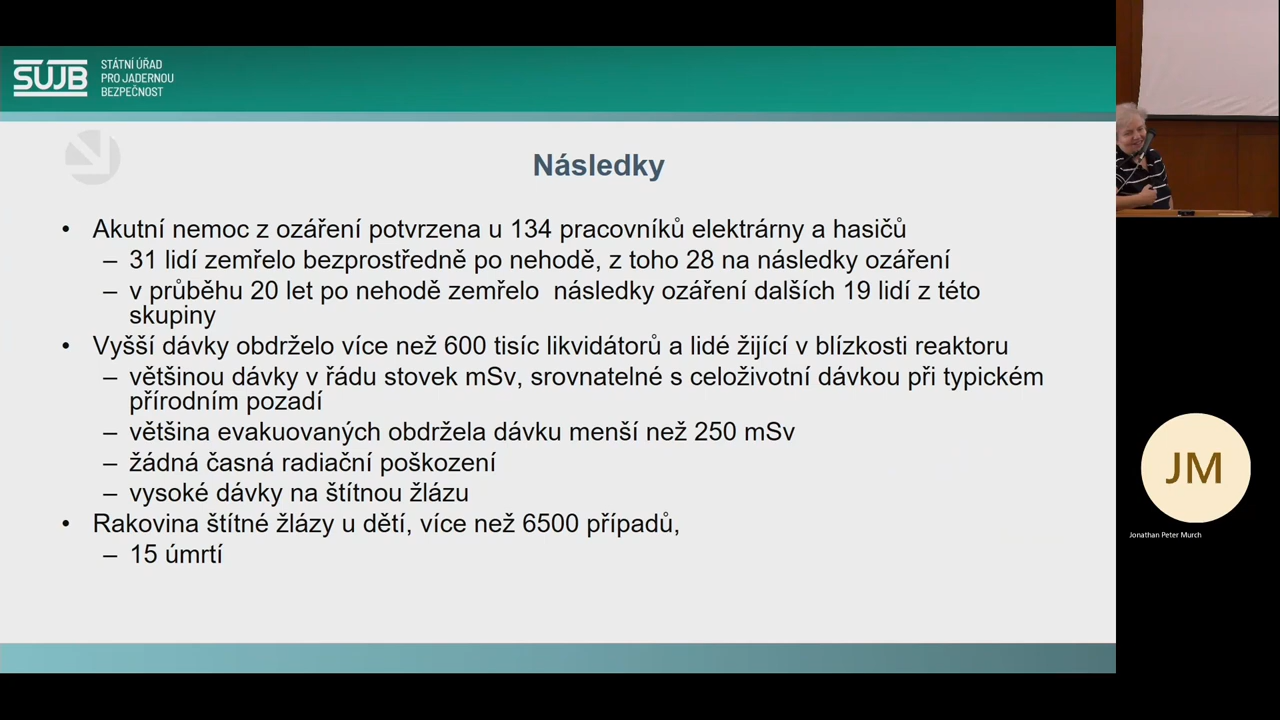 SÚJB
STÁTNÍ ÚŘAD
PRO JADERNOU
BEZPEČNOST
Následky
• Akutní nemoc z ozáření potvrzena u 134 pracovníků elektrárny a hasičů
– 31 lidí zemřelo bezprostředně po nehodě, z toho 28 na následky ozáření
– v průběhu 20 let po nehodě zemřelo  následky ozáření dalších 19 lidí z této
skupiny
• Vyšší dávky obdrželo více než 600 tisíc likvidátorů a lidé žijící v blízkosti reaktoru
– většinou dávky v řádu stovek mSv, srovnatelné s celoživotní dávkou při typickém
přírodním pozadí
– většina evakuovaných obdržela dávku menší než 250 mSv
– žádná časná radiační poškození
– vysoké dávky na štítnou žlázu
• Rakovina štítné žlázy u dětí, více než 6500 případů,
– 15 úmrtí
JM
Jonathan Peter Murch